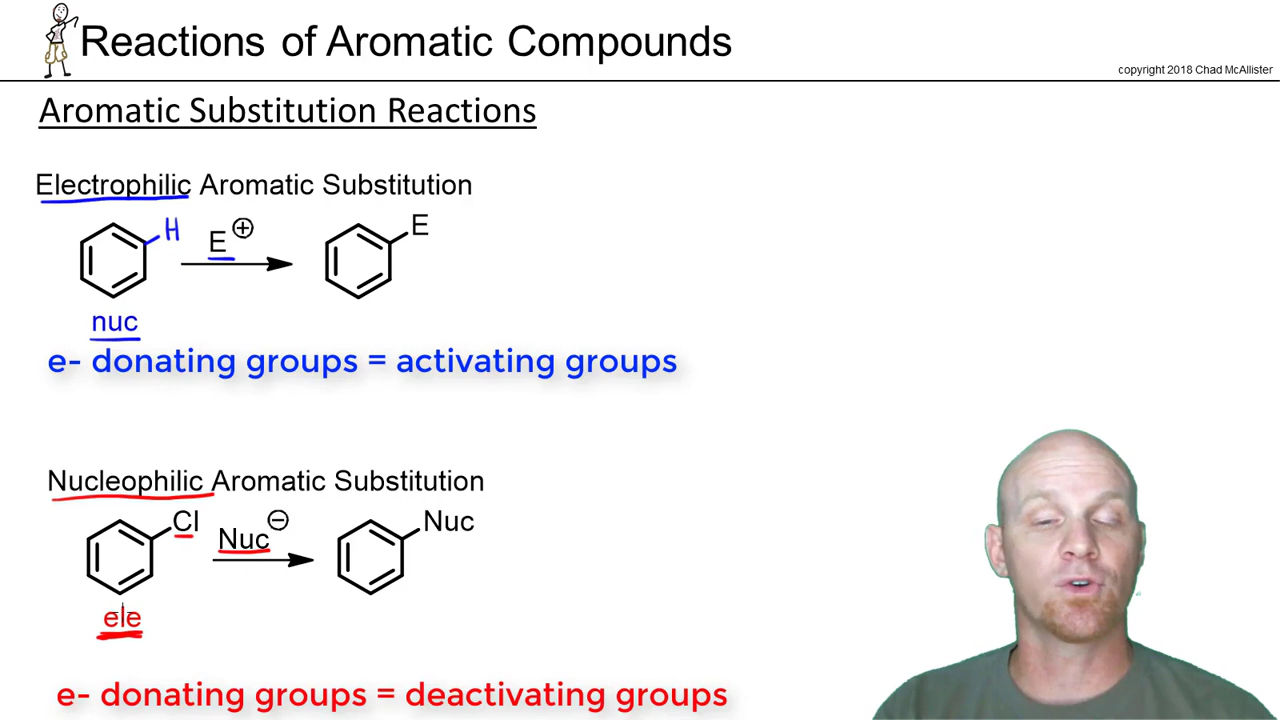 Reactions of Aromatic Compounds
copyright 2018 Chad McAllister
Aromatic Substitution Reactions
Electrophilic Aromatic Substitution
H
E ⊕
E
nuc
e- donating groups = activating groups
Nucleophilic Aromatic Substitution
Cl
Nuc ⊖
Nuc
ele
e- donating groups = deactivating groups